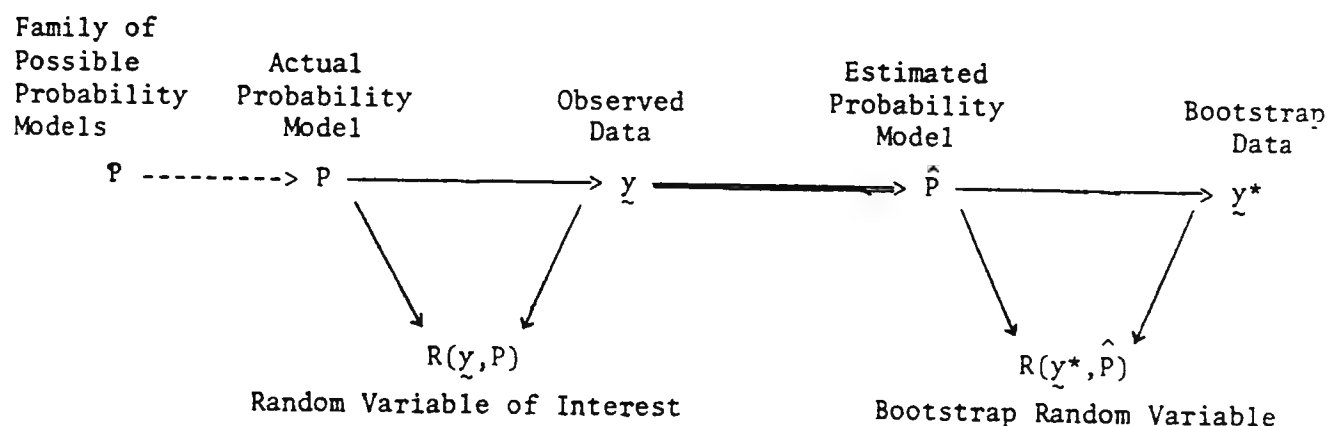 Family of
Possible
Probability
Models
Actual
Probability
Model
Observed
Data
Estimated
Probability
Model
Bootstrap
Data
P -----------> P ———> y̰ ═══> P̂ ———> y̰*
R(y̰,P)
Random Variable of Interest
R(y̰*,P̂)
Bootstrap Random Variable